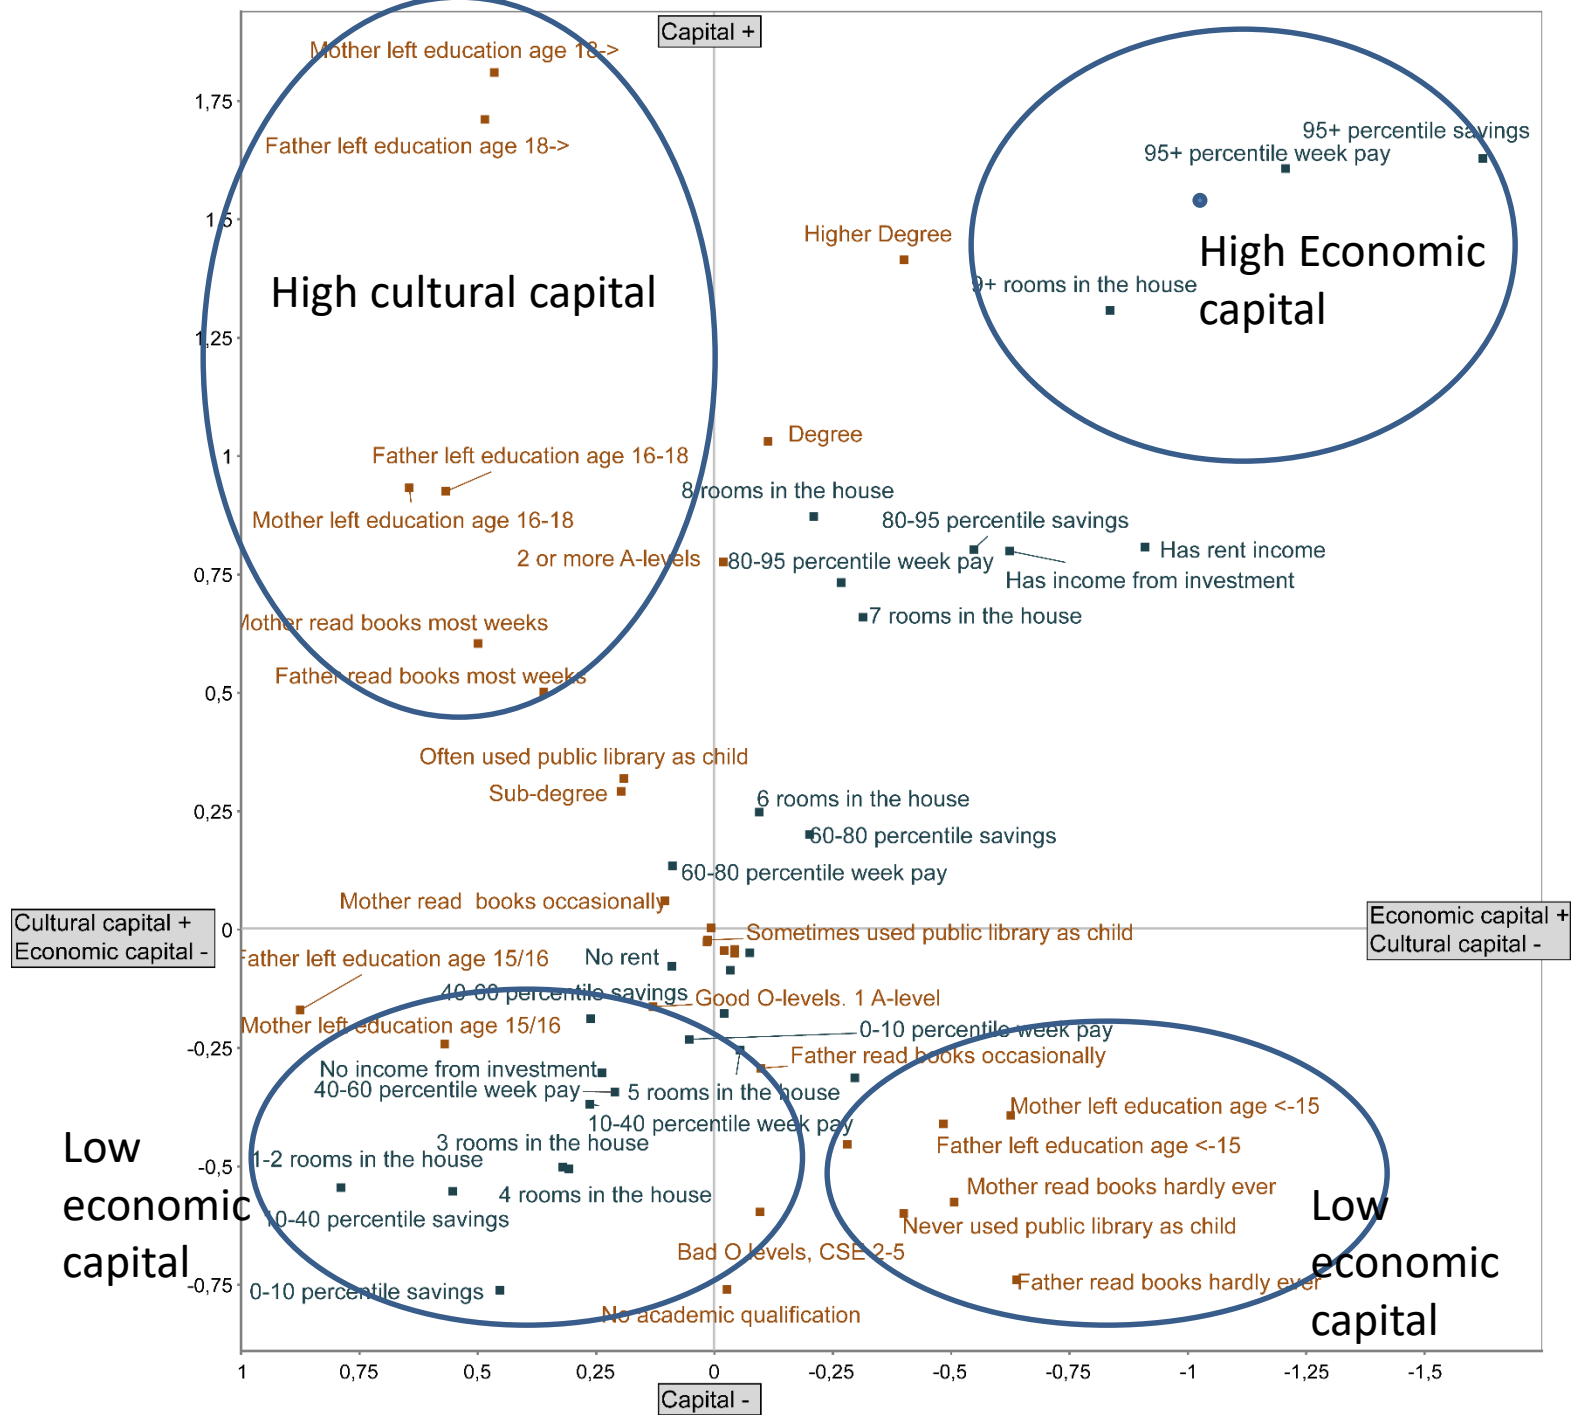 Capital +
Mother left education age 18->
1,75
95+ percentile savings
Father left education age 18->
95+ percentile week pay
1,5
Higher Degree
High Economic
capital
9+ rooms in the house
High cultural capital
1,25
Degree
1
Father left education age 16-18
8 rooms in the house
Mother left education age 16-18
80-95 percentile savings
Has rent income
2 or more A-levels
80-95 percentile week pay
Has income from investment
0,75
7 rooms in the house
Mother read books most weeks
Father read books most weeks
0,5
Often used public library as child
Sub-degree
6 rooms in the house
0,25
60-80 percentile savings
60-80 percentile week pay
Mother read books occasionally
Cultural capital +
Economic capital -
0
Economic capital +
Cultural capital -
Sometimes used public library as child
Father left education age 15/16
No rent
40-60 percentile savings
Good O-levels. 1 A-level
Mother left education age 15/16
0-10 percentile week pay
-0,25
Father read books occasionally
No income from investment
40-60 percentile week pay
5 rooms in the house
10-40 percentile week pay
Mother left education age <-15
Father left education age <-15
3 rooms in the house
1-2 rooms in the house
-0,5
4 rooms in the house
Mother read books hardly ever
10-40 percentile savings
Never used public library as child
Low
economic
capital
Low
economic
capital
Bad O levels, CSE 2-5
-0,75
0-10 percentile savings
Father read books hardly ever
No academic qualification
1
0,75
0,5
0,25
0
-0,25
-0,5
-0,75
-1
-1,25
-1,5
Capital -